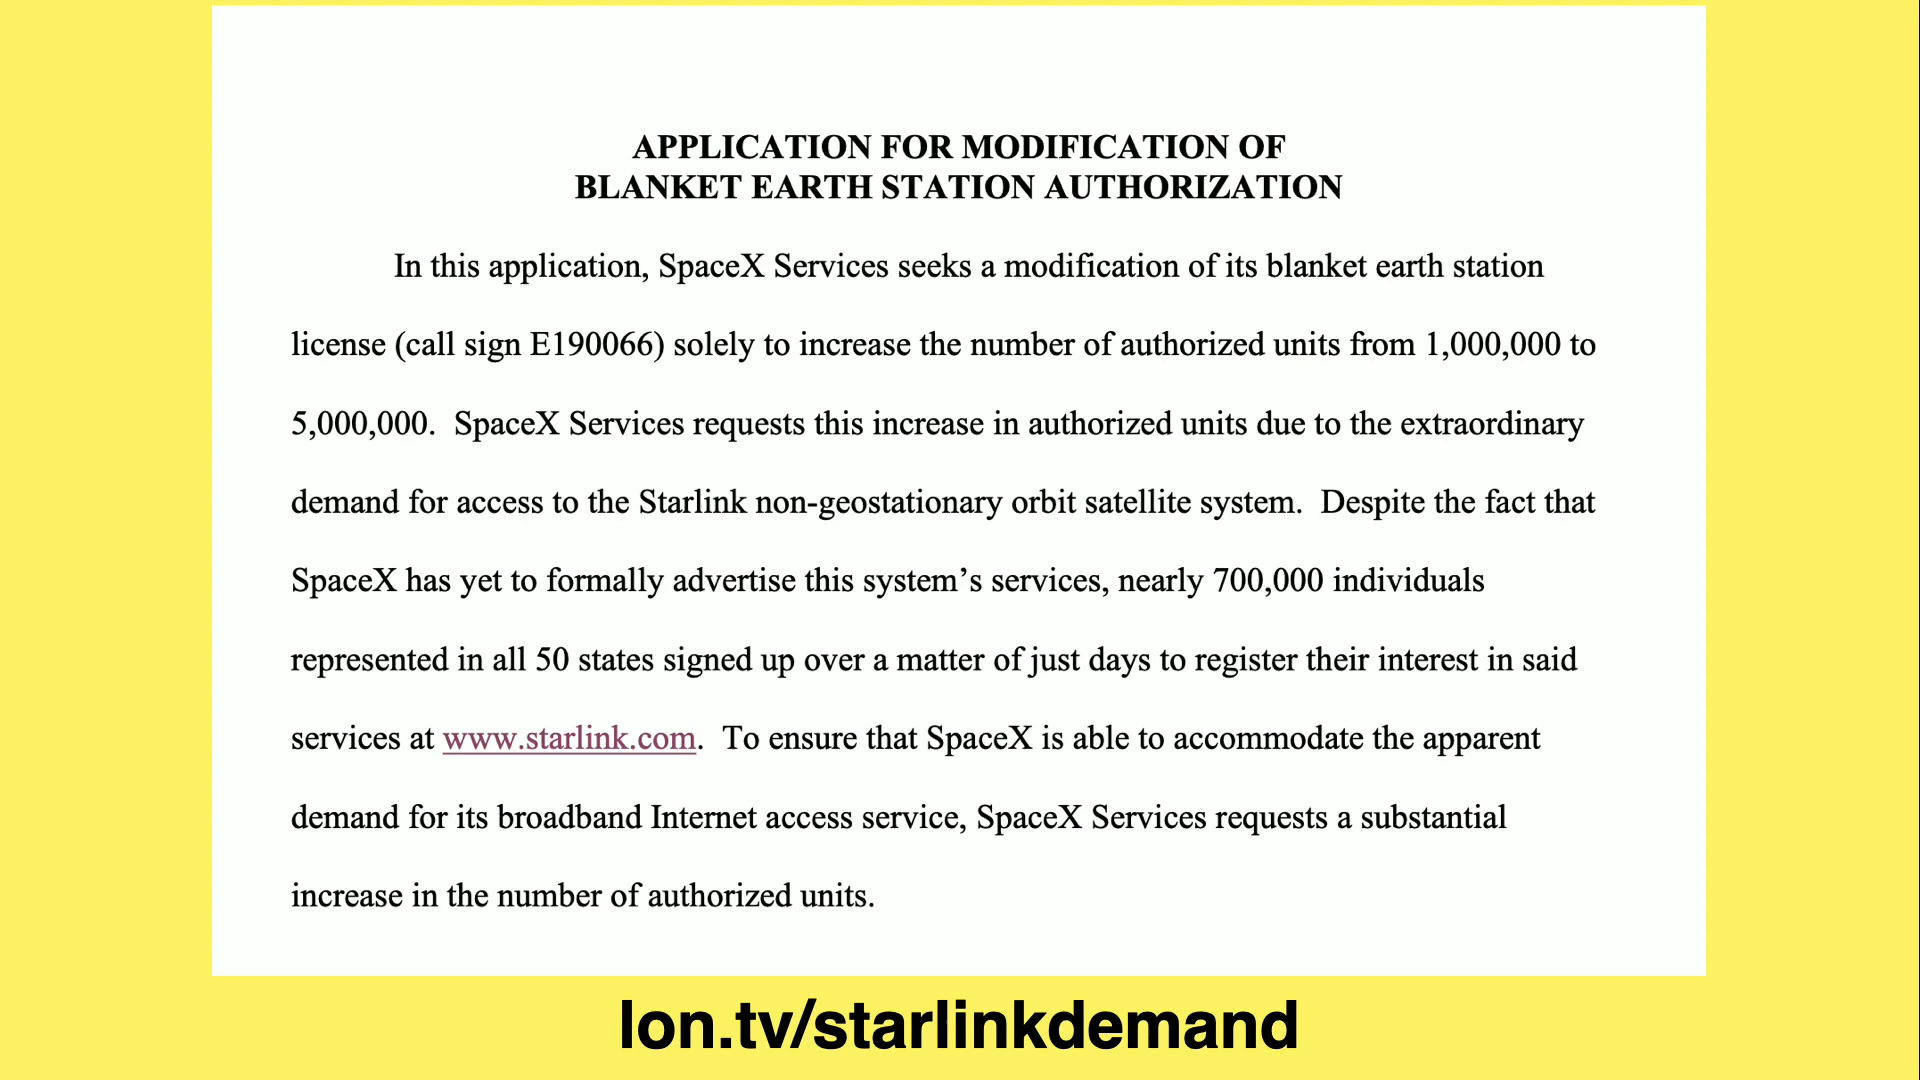 APPLICATION FOR MODIFICATION OF
BLANKET EARTH STATION AUTHORIZATION
In this application, SpaceX Services seeks a modification of its blanket earth station
license (call sign E190066) solely to increase the number of authorized units from 1,000,000 to
5,000,000.  SpaceX Services requests this increase in authorized units due to the extraordinary
demand for access to the Starlink non-geostationary orbit satellite system.  Despite the fact that
SpaceX has yet to formally advertise this system’s services, nearly 700,000 individuals
represented in all 50 states signed up over a matter of just days to register their interest in said
services at www.starlink.com.  To ensure that SpaceX is able to accommodate the apparent
demand for its broadband Internet access service, SpaceX Services requests a substantial
increase in the number of authorized units.
lon.tv/starlinkdemand